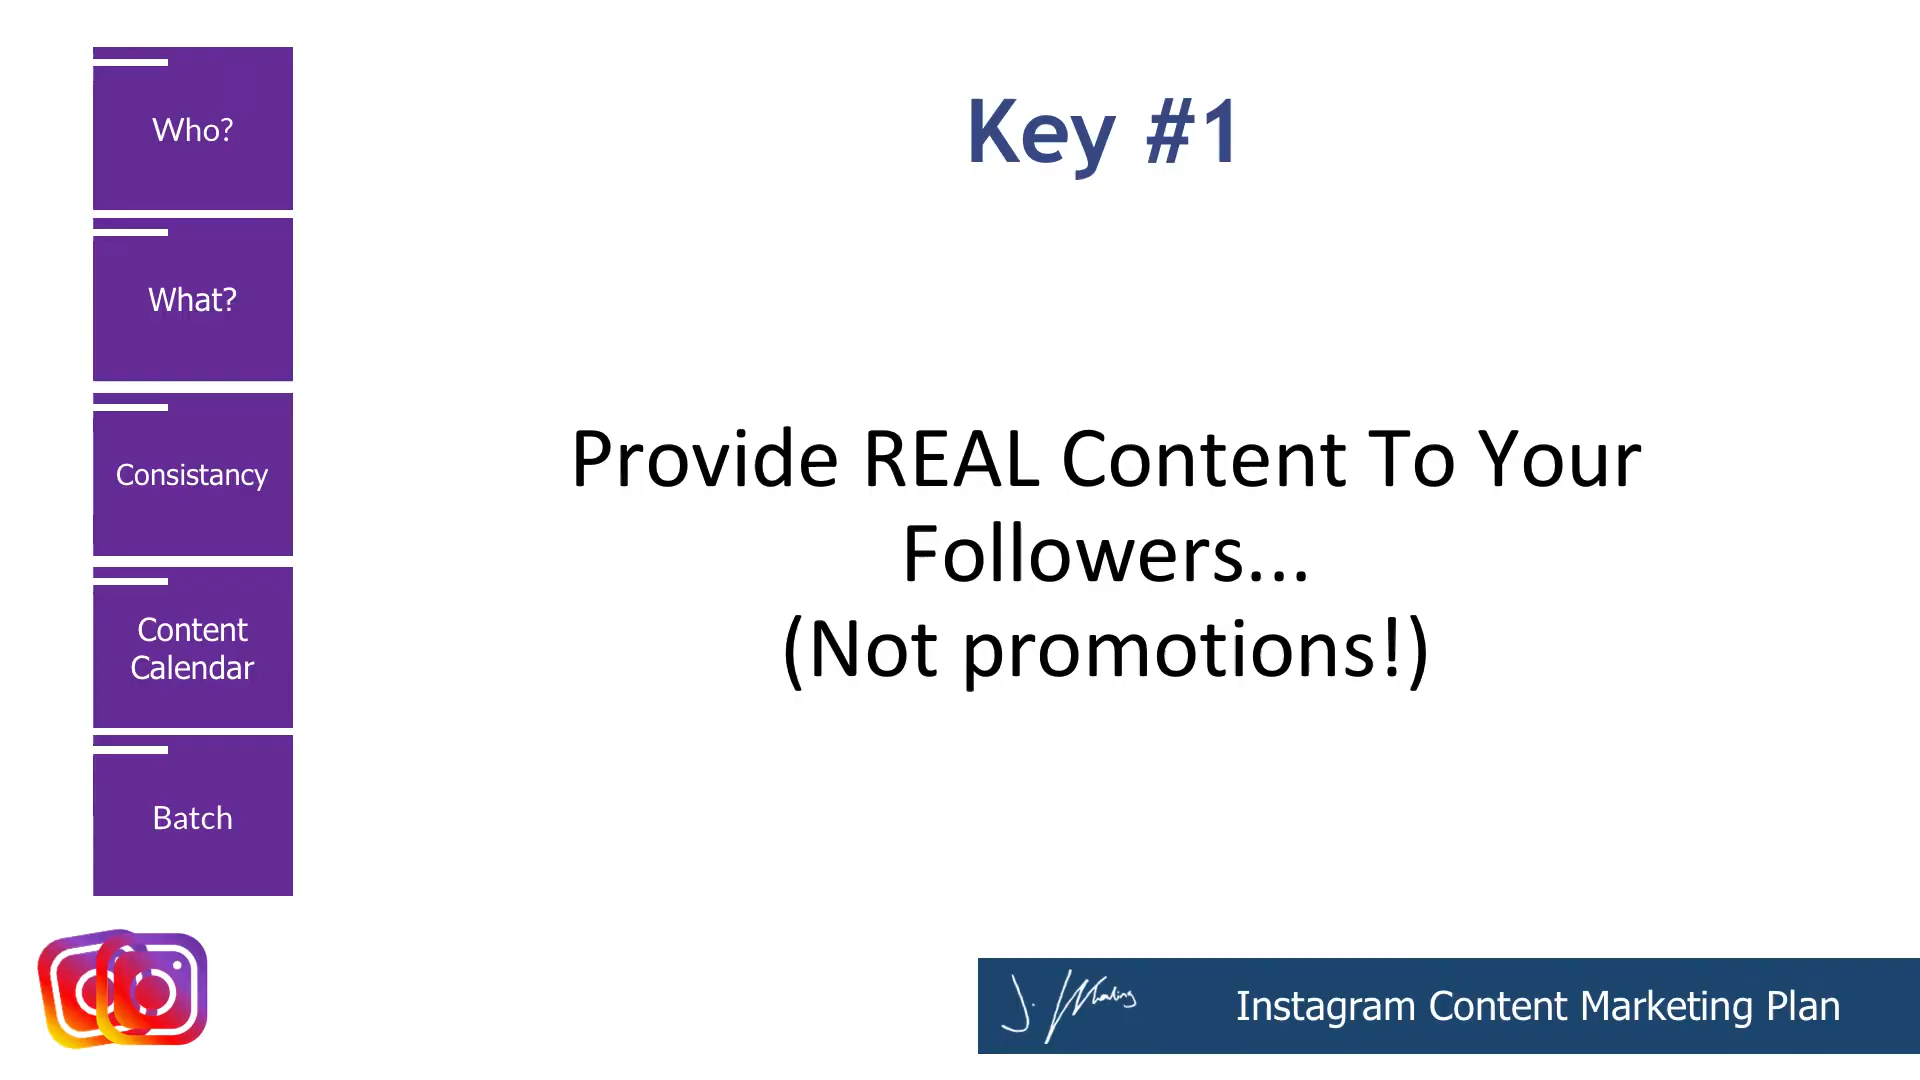 Who?
What?
Consistancy
Content
Calendar
Batch
Key #1
Provide REAL Content To Your
Followers...
(Not promotions!)
Instagram Content Marketing Plan